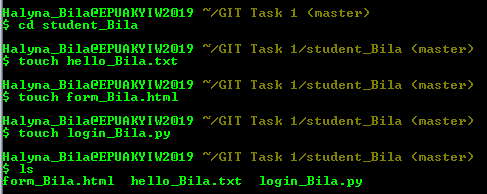 Halyna_Bila@EPUAKYIW2019 ~/GIT Task 1 (master)
$ cd student_Bila
Halyna_Bila@EPUAKYIW2019 ~/GIT Task 1/student_Bila (master)
$ touch hello_Bila.txt
Halyna_Bila@EPUAKYIW2019 ~/GIT Task 1/student_Bila (master)
$ touch form_Bila.html
Halyna_Bila@EPUAKYIW2019 ~/GIT Task 1/student_Bila (master)
$ touch login_Bila.py
Halyna_Bila@EPUAKYIW2019 ~/GIT Task 1/student_Bila (master)
$ ls
form_Bila.html  hello_Bila.txt  login_Bila.py